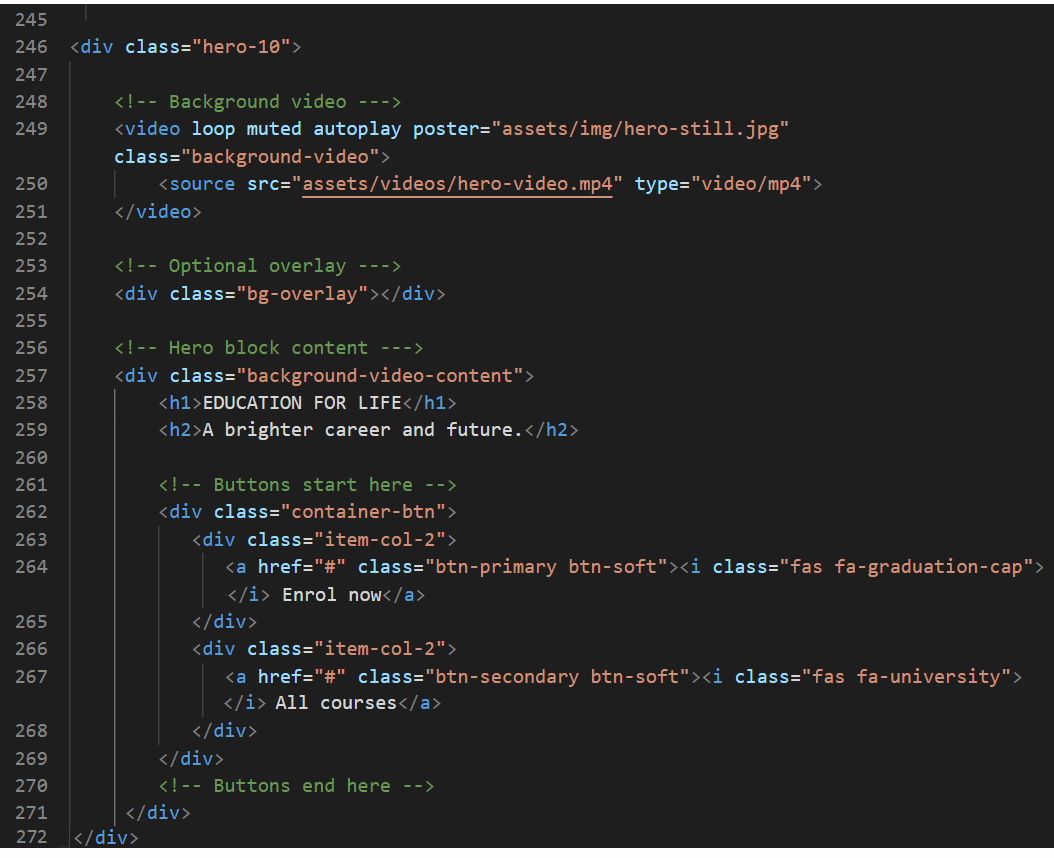 245
246 <div class="hero-10">
247
248 <!-- Background video --->
249 <video loop muted autoplay poster="assets/img/hero-still.jpg"
class="background-video">
250 <source src="assets/videos/hero-video.mp4" type="video/mp4">
251 </video>
252
253 <!-- Optional overlay --->
254 <div class="bg-overlay"></div>
255
256 <!-- Hero block content --->
257 <div class="background-video-content">
258 <h1>EDUCATION FOR LIFE</h1>
259 <h2>A brighter career and future.</h2>
260
261 <!-- Buttons start here -->
262 <div class="container-btn">
263 <div class="item-col-2">
264 <a href="#" class="btn-primary btn-soft"><i class="fas fa-graduation-cap">
</i> Enrol now</a>
265 </div>
266 <div class="item-col-2">
267 <a href="#" class="btn-secondary btn-soft"><i class="fas fa-university">
</i> All courses</a>
268 </div>
269 </div>
270 <!-- Buttons end here -->
271 </div>
272 </div>